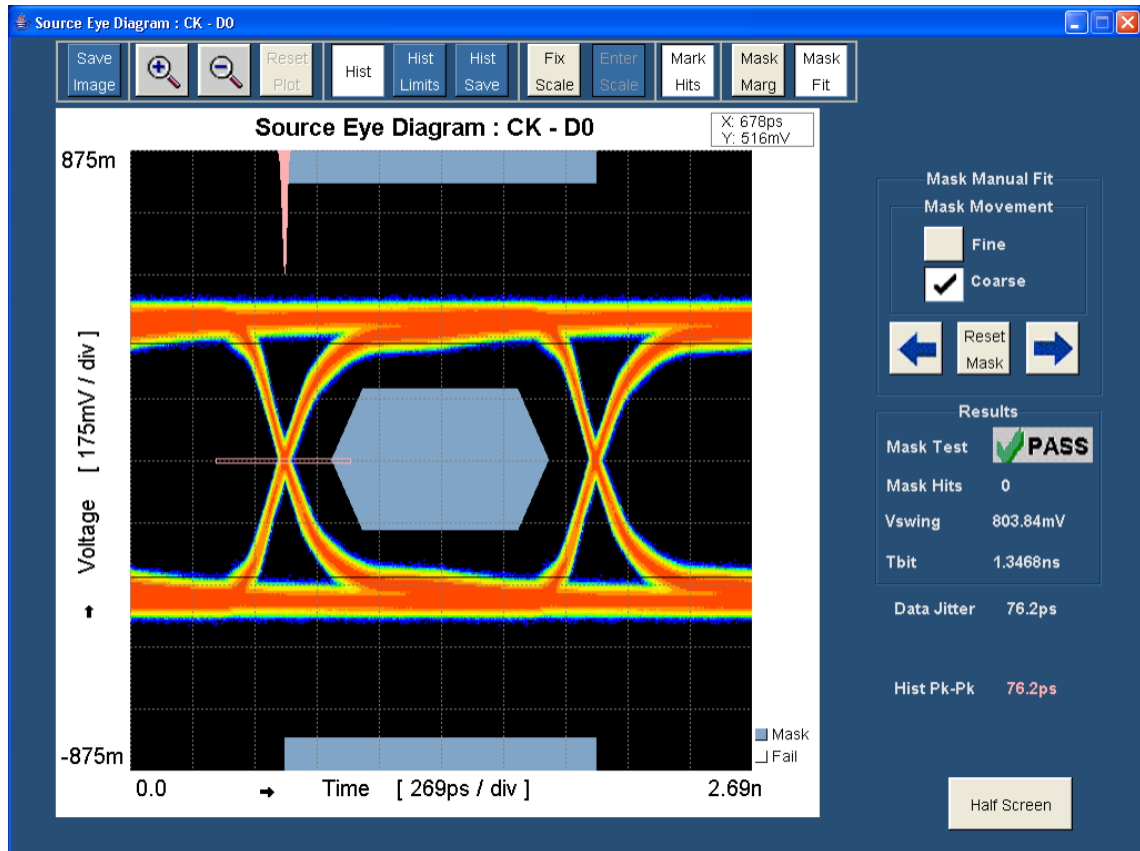 Source Eye Diagram : CK - D0
Save Image
Reset Plot
Hist
Hist Limits
Hist Save
Fix Scale
Enter Scale
Mark Hits
Mask Marg
Mask Fit
Source Eye Diagram : CK - D0
X: 678ps
Y: 516mV
875m
Voltage [ 175mV / div ]
-875m
0.0
Time [ 269ps / div ]
2.69n
Mask
Fail
Mask Manual Fit
Mask Movement
Fine
Coarse
Reset Mask
Results
Mask Test PASS
Mask Hits 0
Vswing 803.84mV
Tbit 1.3468ns
Data Jitter 76.2ps
Hist Pk-Pk 76.2ps
Half Screen